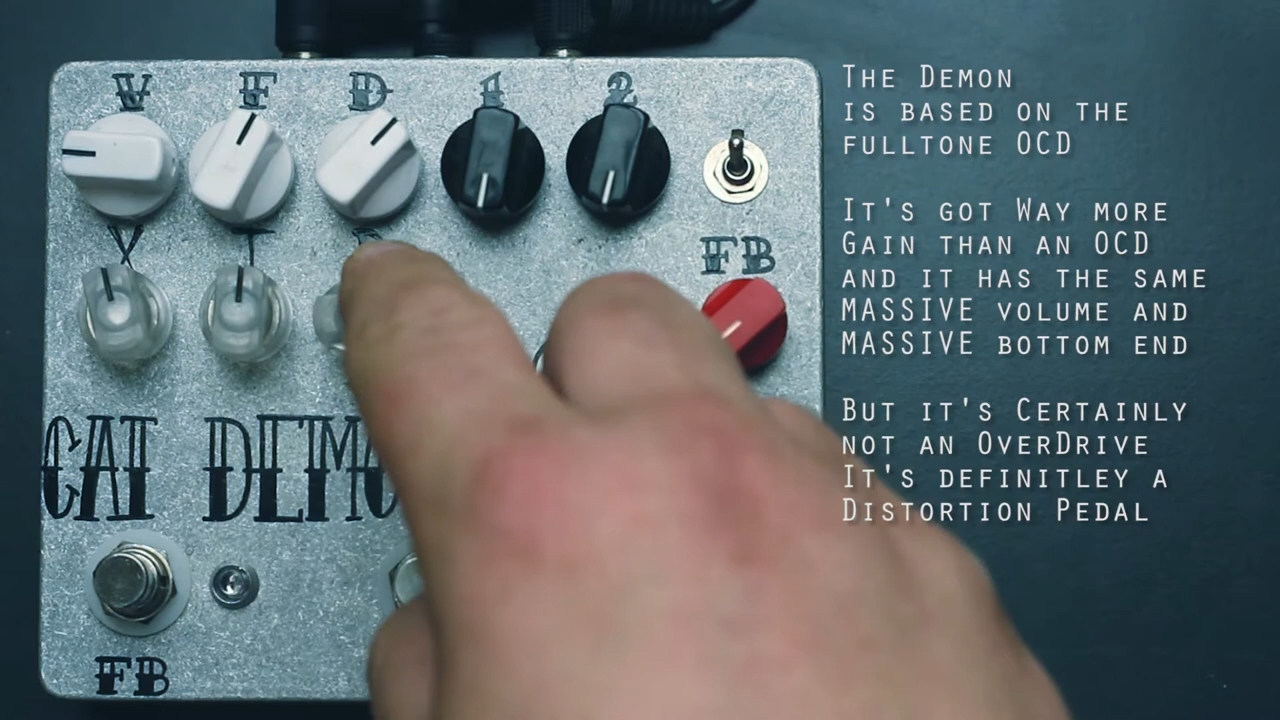 V F D 1 2
FB
V T
CAT DEMO
FB
The Demon
is based on the
fulltone OCD
It's got Way more
Gain than an OCD
and it has the same
MASSIVE volume and
MASSIVE bottom end
But it's Certainly
not an OverDrive
It's definitley a
Distortion Pedal